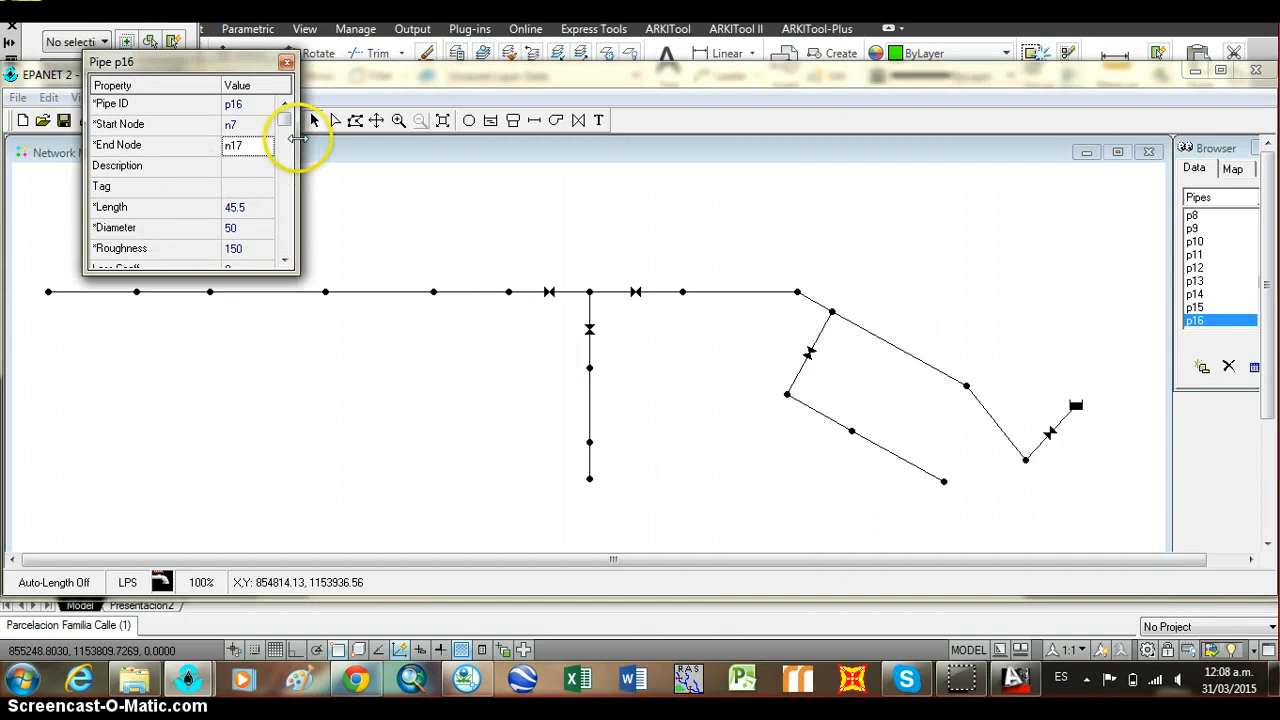 View Manage Output Plug-ins Online Express Tools ARKITool ARKITool II ARKITool-Plus
No selecti
Rotate Trim Linear Create ByLayer
EPANET 2 -
Pipe p16
Property Value
*Pipe ID p16
*Start Node n7
*End Node n17
Description
Tag
*Length 45.5
*Diameter 50
*Roughness 150
File Edit
Network
Browser
Data Map
Pipes
p8
p9
p10
p11
p12
p13
p14
p15
p16
Auto-Length Off LPS 100% X,Y: 854814.13, 1153936.56
Model Presentacion2
Parcelacion Familia Calle (1)
No Project
855248.8030, 1153809.7269, 0.0000
MODEL 1:1
RAS
ES
12:08 a.m.
31/03/2015
Screencast-O-Matic.com